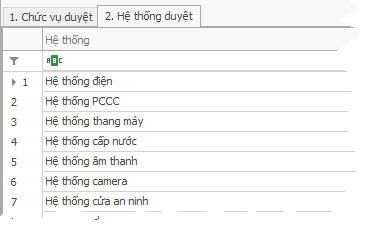 1. Chức vụ duyệt 2. Hệ thống duyệt
Hệ thống
ABC
1 Hệ thống điện
2 Hệ thống PCCC
3 Hệ thống thang máy
4 Hệ thống cấp nước
5 Hệ thống âm thanh
6 Hệ thống camera
7 Hệ thống cửa an ninh